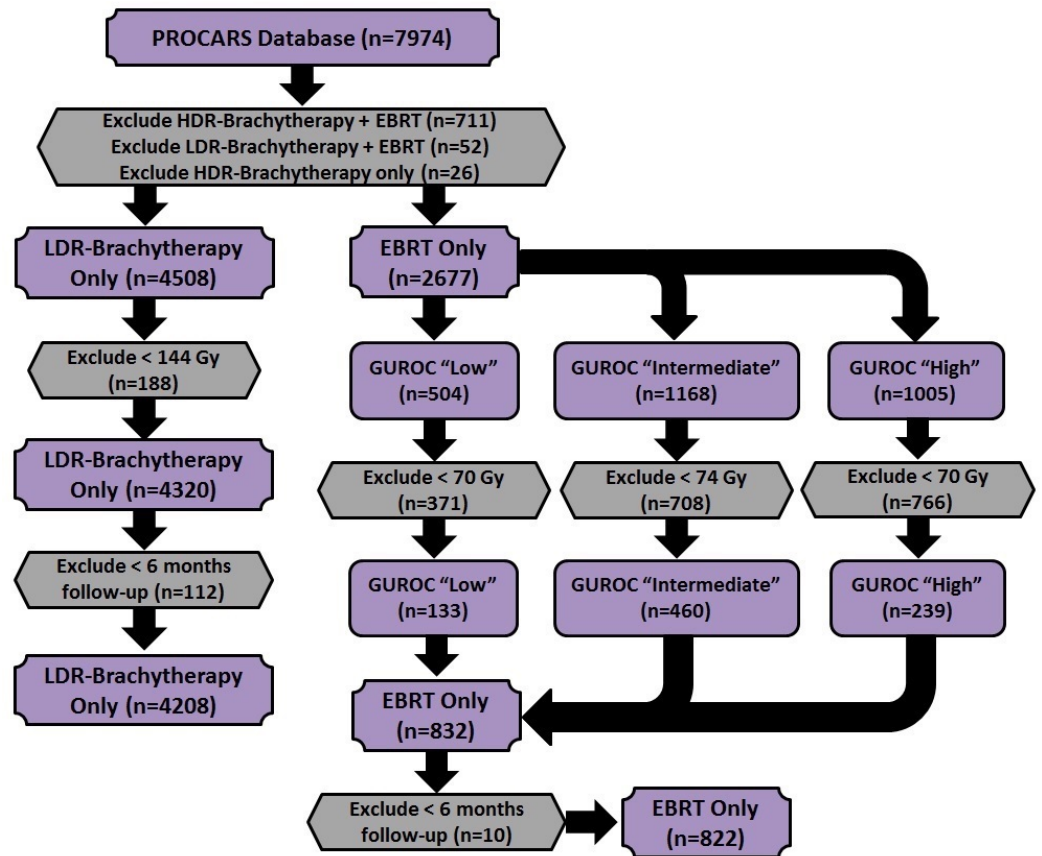 PROCARS Database (n=7974)
Exclude HDR-Brachytherapy + EBRT (n=711)
Exclude LDR-Brachytherapy + EBRT (n=52)
Exclude HDR-Brachytherapy only (n=26)
LDR-Brachytherapy
Only (n=4508)
EBRT Only
(n=2677)
Exclude < 144 Gy
(n=188)
GUROC “Low”
(n=504)
GUROC “Intermediate”
(n=1168)
GUROC “High”
(n=1005)
LDR-Brachytherapy
Only (n=4320)
Exclude < 70 Gy
(n=371)
Exclude < 74 Gy
(n=708)
Exclude < 70 Gy
(n=766)
Exclude < 6 months
follow-up (n=112)
GUROC “Low”
(n=133)
GUROC “Intermediate”
(n=460)
GUROC “High”
(n=239)
LDR-Brachytherapy
Only (n=4208)
EBRT Only
(n=832)
Exclude < 6 months
follow-up (n=10)
EBRT Only
(n=822)